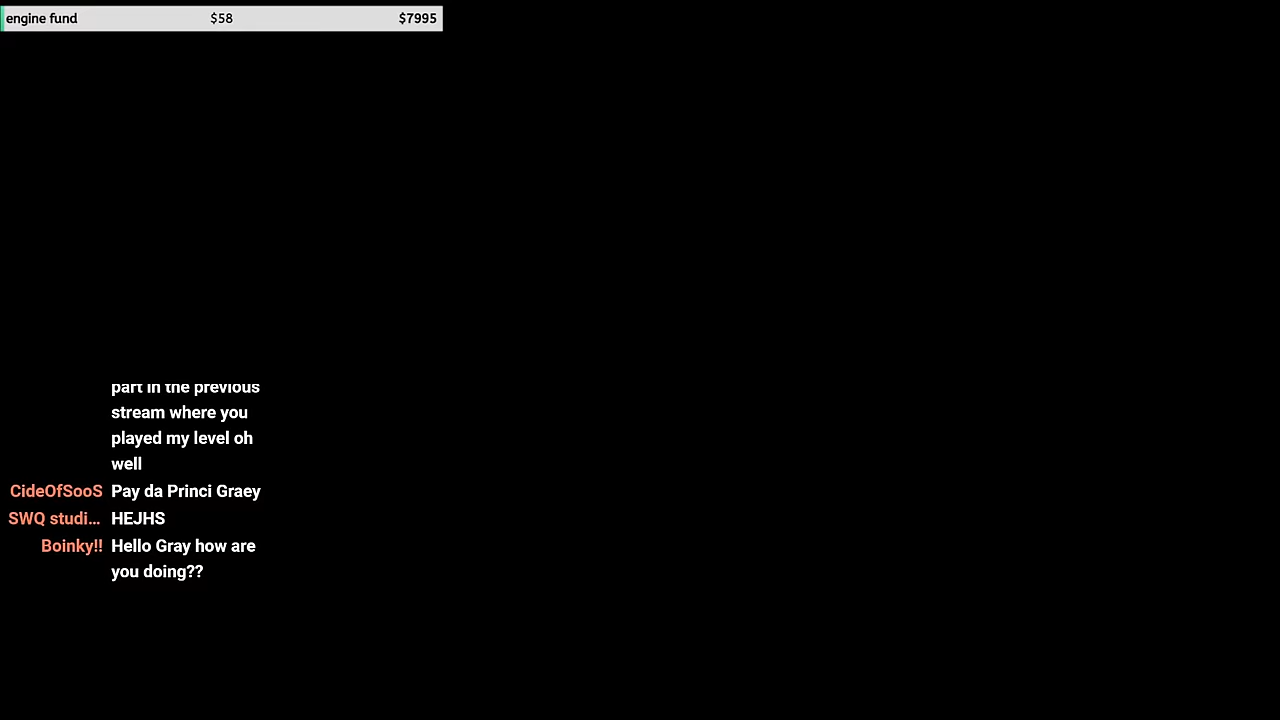 engine fund $58 $7995
part in the previous
stream where you
played my level oh
well
CideOfSooS Pay da Princi Graey
SWQ studi... HEJHS
Boinky!! Hello Gray how are
you doing??